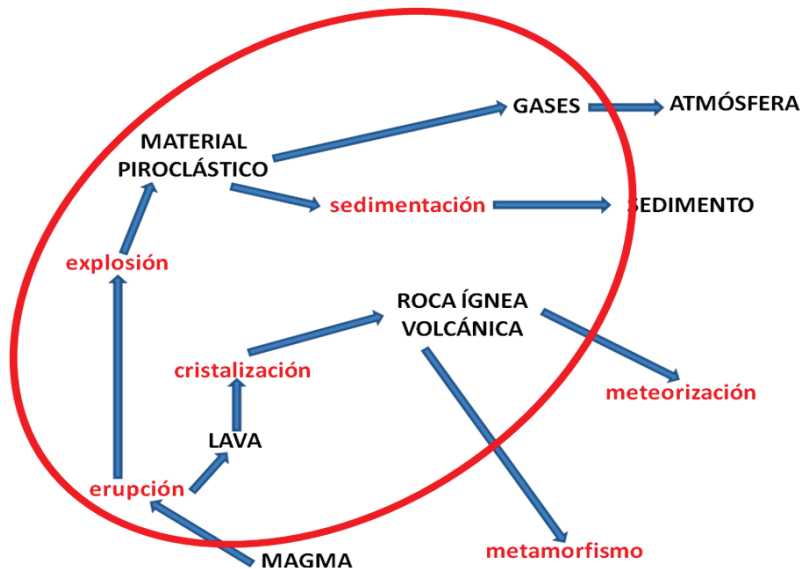 GASES
ATMÓSFERA
MATERIAL
PIROCLÁSTICO
sedimentación
SEDIMENTO
explosión
ROCA ÍGNEA
VOLCÁNICA
cristalización
meteorización
LAVA
erupción
metamorfismo
MAGMA